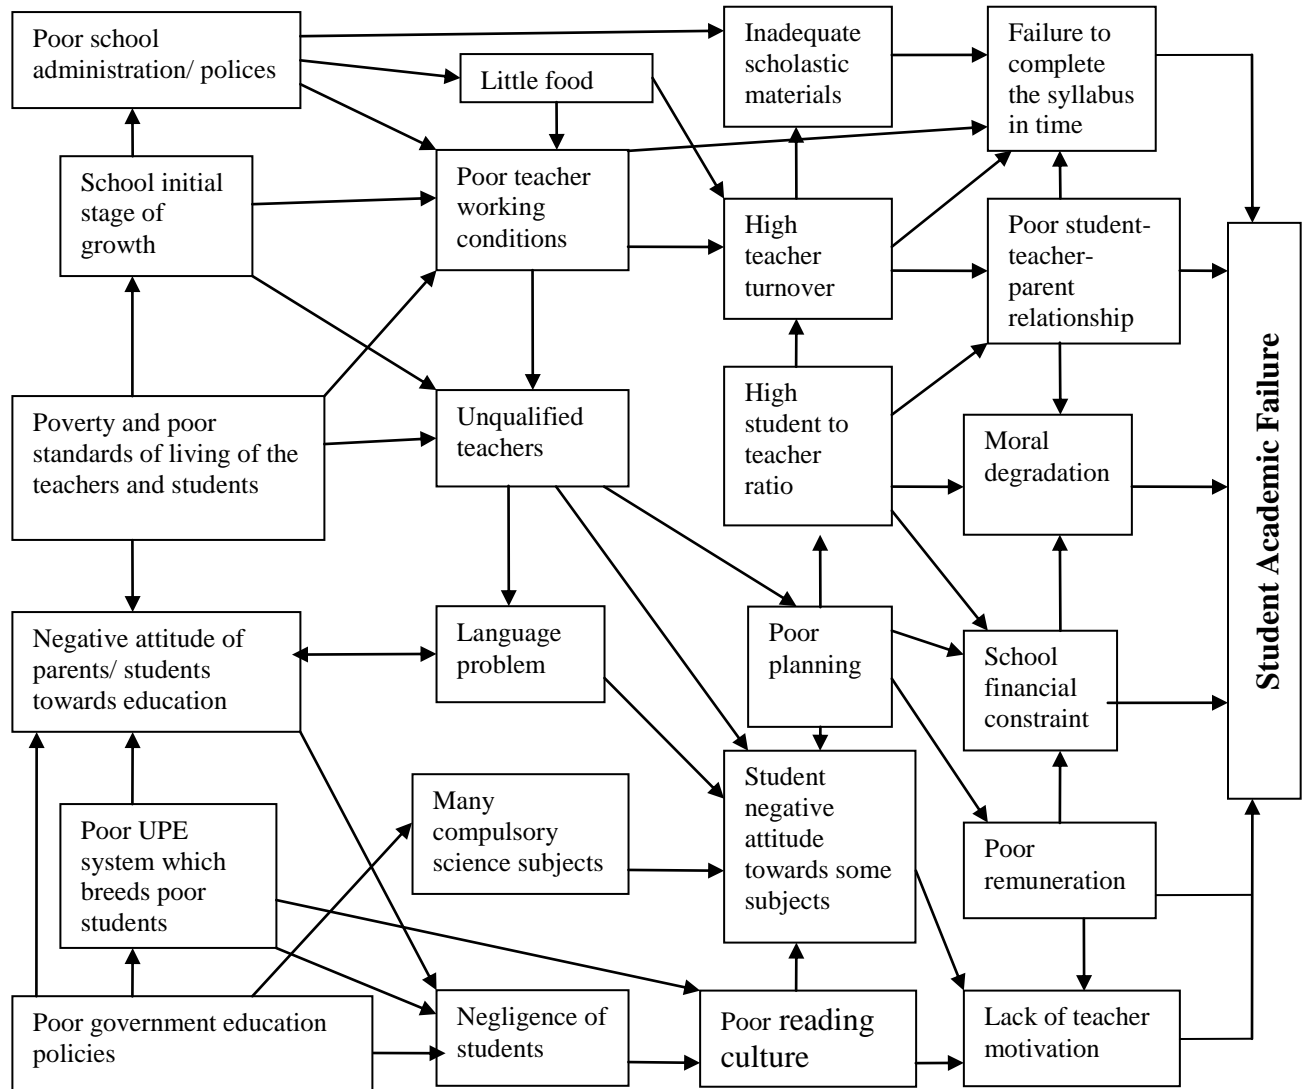 Poor school
administration/ polices
Little food
Inadequate
scholastic
materials
Failure to
complete
the syllabus
in time
School initial
stage of
growth
Poor teacher
working
conditions
High
teacher
turnover
Poor student-
teacher-
parent
relationship
Poverty and poor
standards of living of the
teachers and students
Unqualified
teachers
High
student to
teacher
ratio
Moral
degradation
Student Academic Failure
Negative attitude of
parents/ students
towards education
Language
problem
Poor
planning
School
financial
constraint
Poor UPE
system which
breeds poor
students
Many
compulsory
science subjects
Student
negative
attitude
towards some
subjects
Poor
remuneration
Poor government education
policies
Negligence of
students
Poor reading
culture
Lack of teacher
motivation